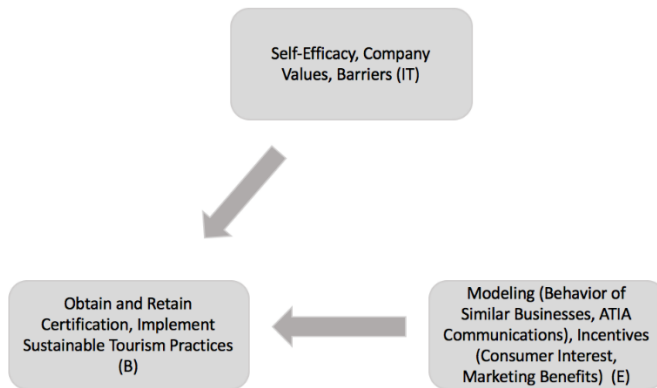 Self-Efficacy, Company
Values, Barriers (IT)
Obtain and Retain
Certification, Implement
Sustainable Tourism Practices
(B)
Modeling (Behavior of
Similar Businesses, ATIA
Communications), Incentives
(Consumer Interest,
Marketing Benefits) (E)